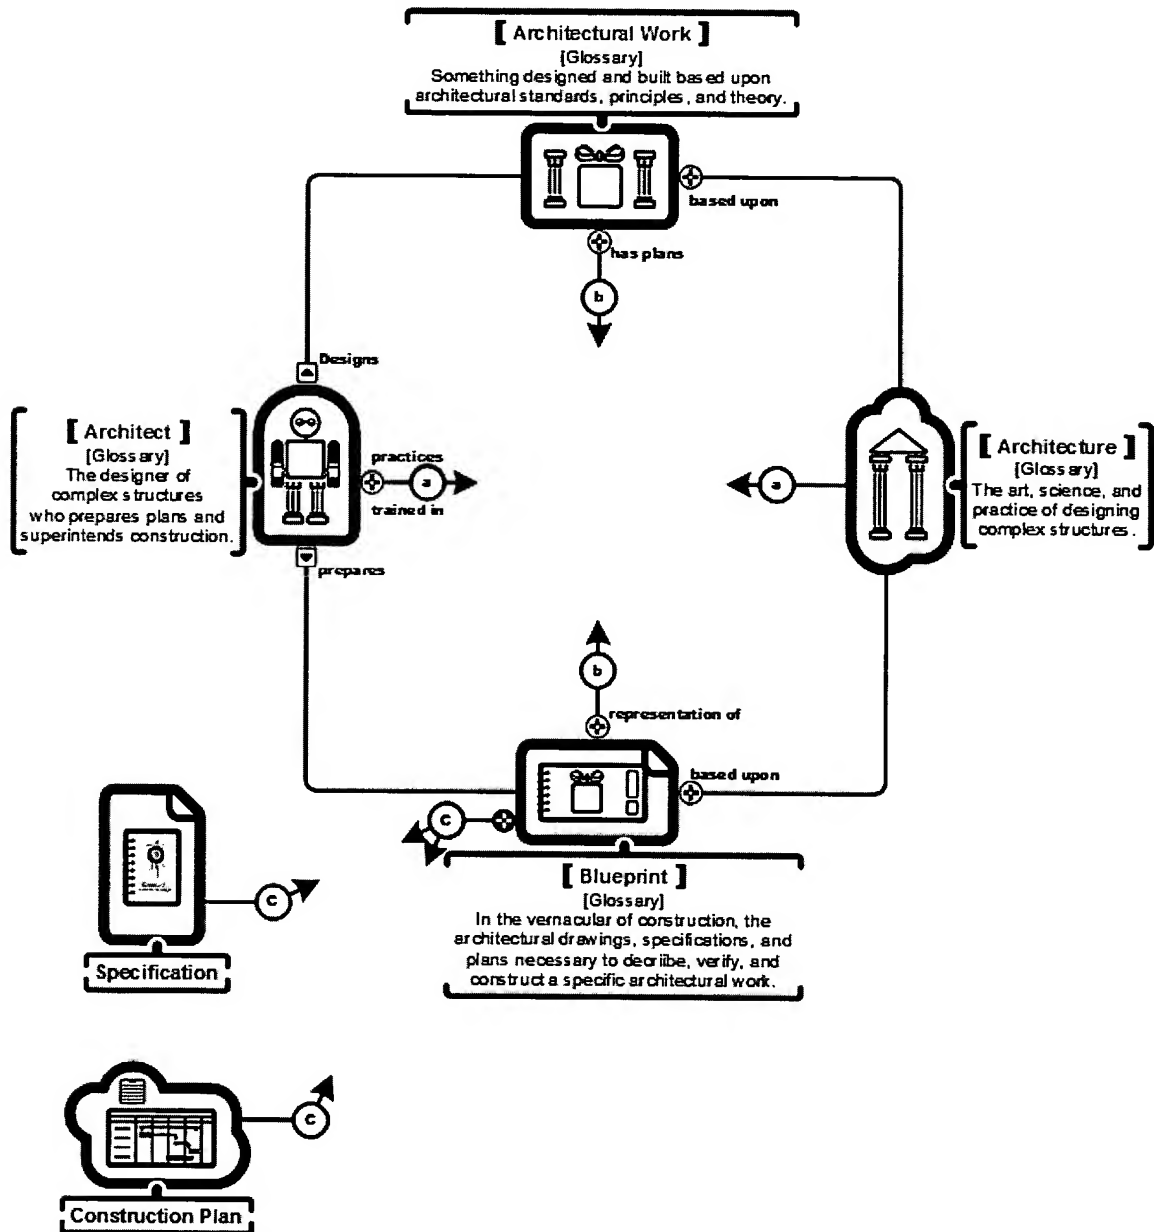 [ Architectural Work ]
[Glossary]
Something designed and built based upon
architectural standards, principles, and theory.
based upon
has plans
b
Designs
[ Architect ]
[Glossary]
The designer of
complex structures
who prepares plans and
superintends construction.
practices
a
trained in
prepares
a
[ Architecture ]
[Glossary]
The art, science, and
practice of designing
complex structures.
b
representation of
based upon
c
[ Blueprint ]
[Glossary]
In the vernacular of construction, the
architectural drawings, specifications, and
plans necessary to decriibe, verify, and
construct a specific architectural work.
c
Specification
c
Construction Plan